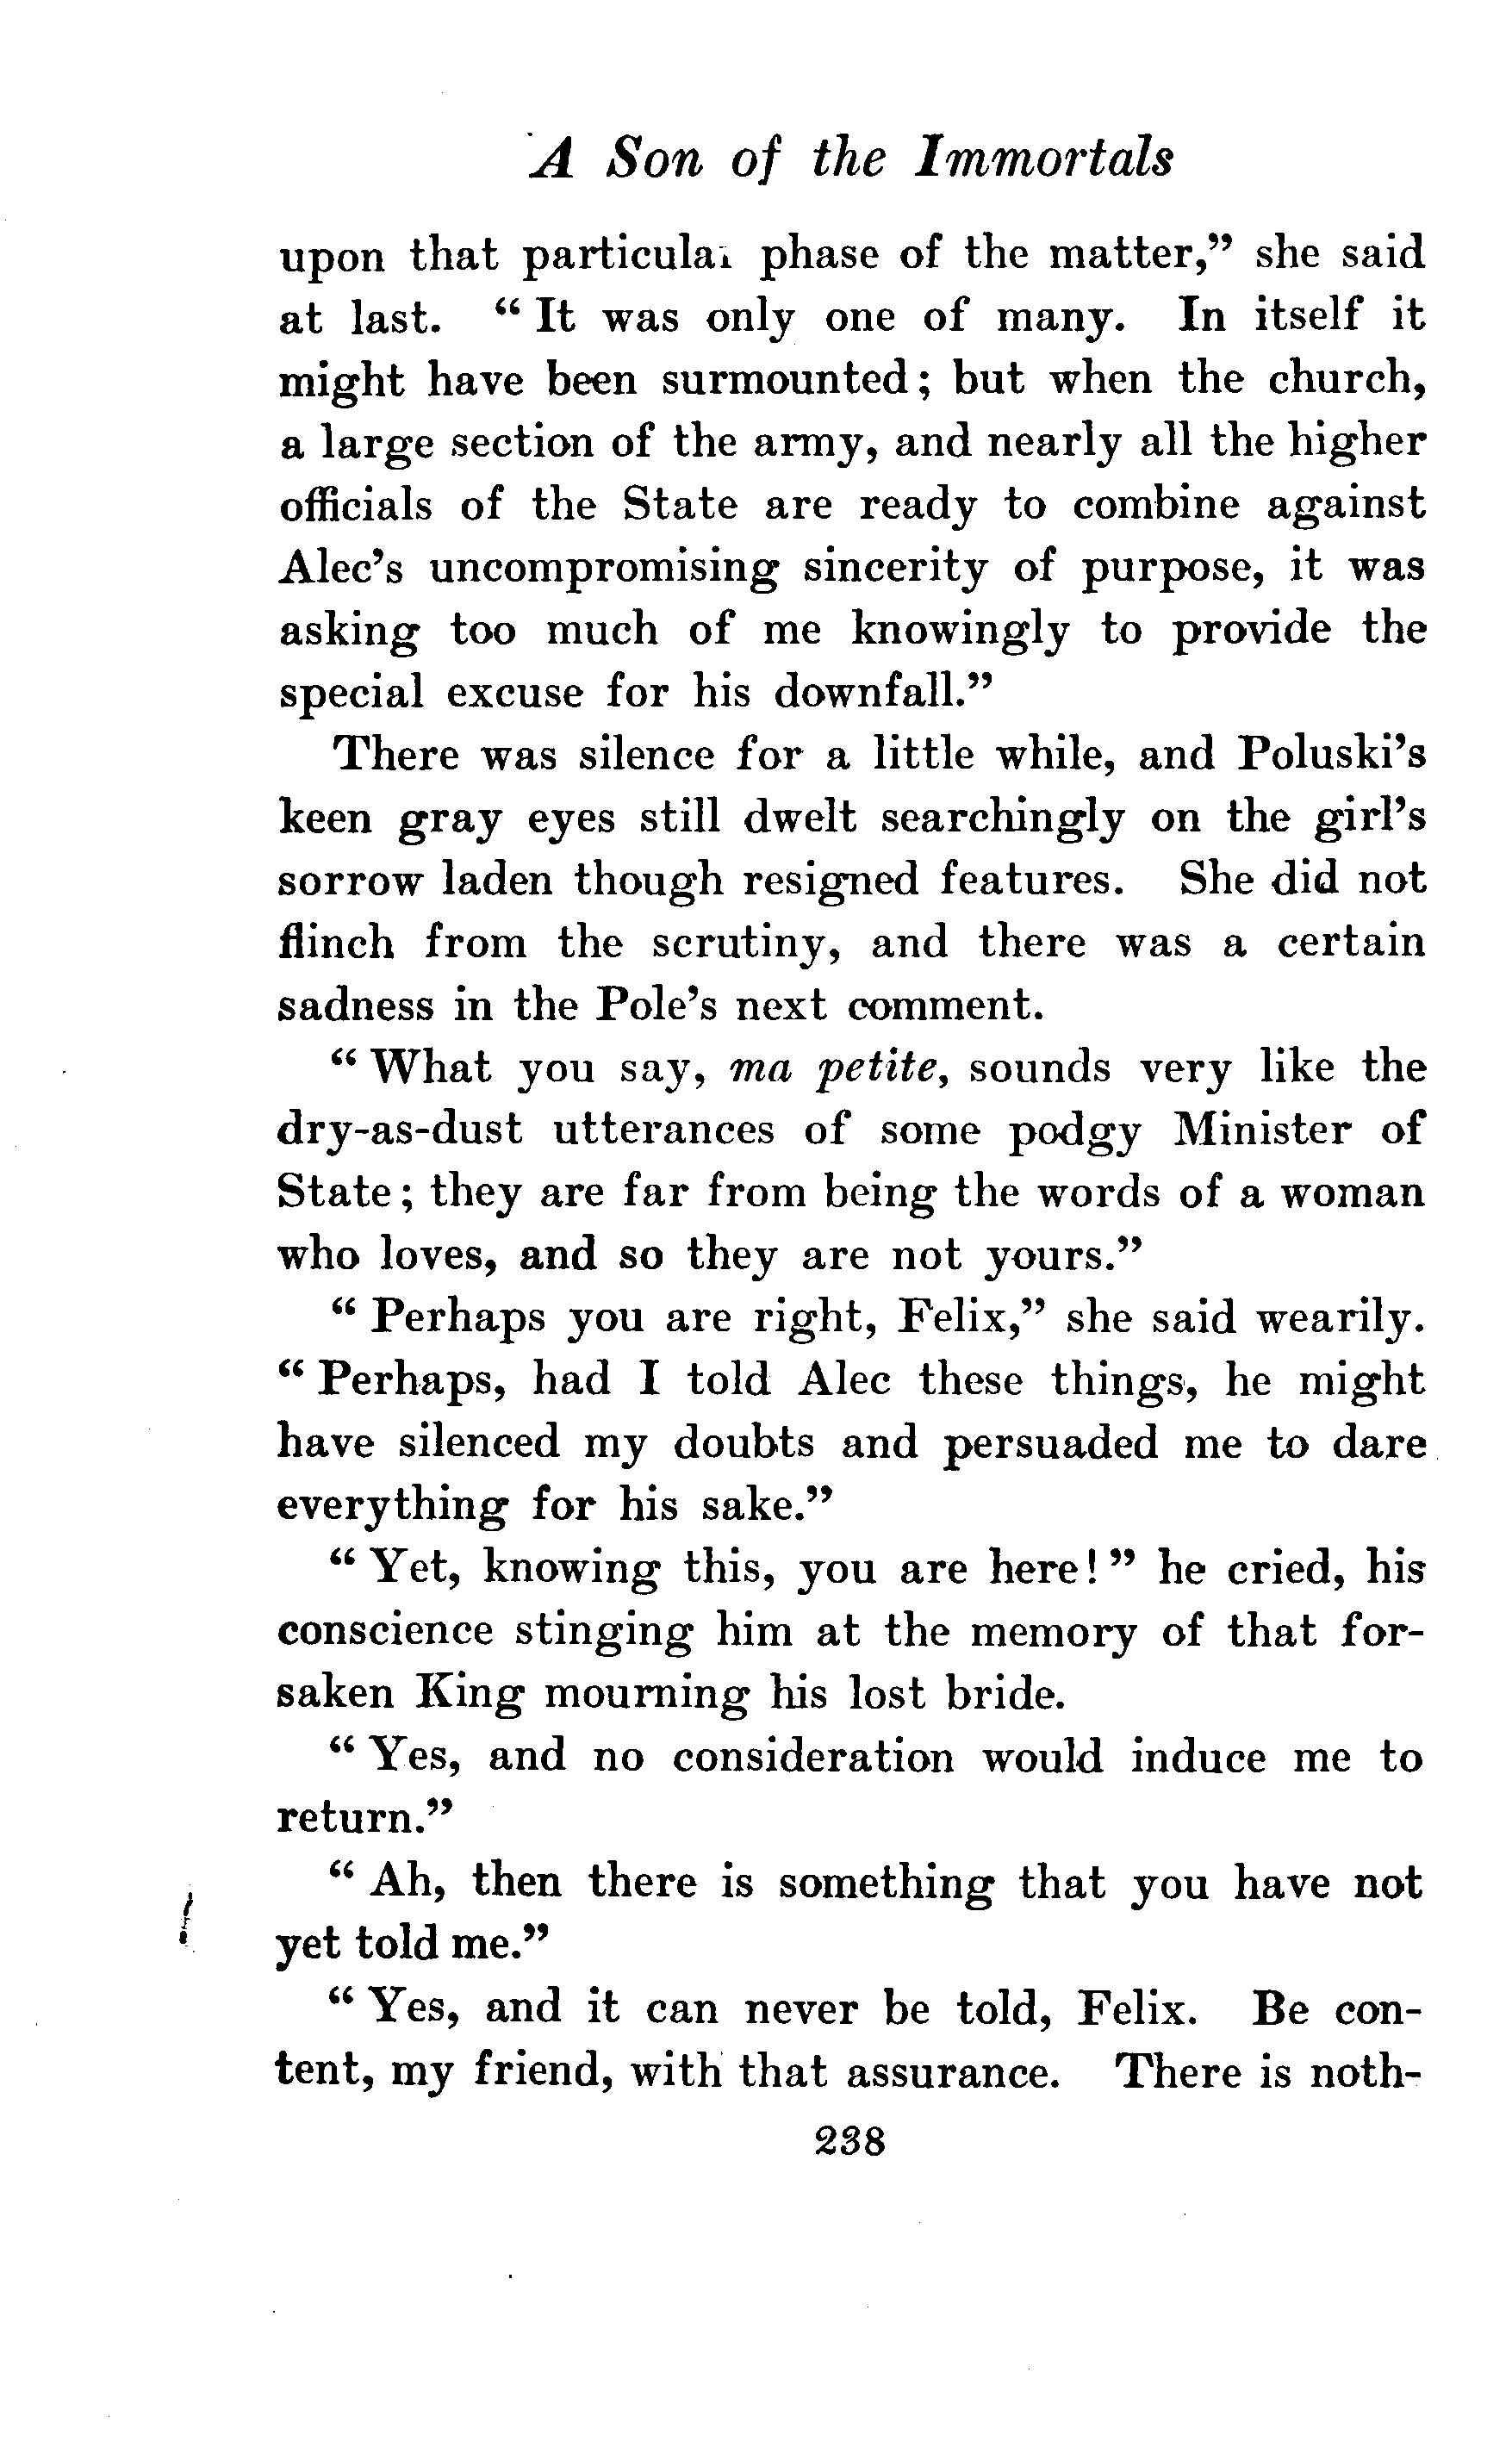 A Son of the Immortals
upon that particular phase of the matter,” she said
at last. “ It was only one of many. In itself it
might have been surmounted; but when the church,
a large section of the army, and nearly all the higher
officials of the State are ready to combine against
Alec’s uncompromising sincerity of purpose, it was
asking too much of me knowingly to provide the
special excuse for his downfall.”
There was silence for a little while, and Poluski’s
keen gray eyes still dwelt searchingly on the girl’s
sorrow laden though resigned features. She did not
flinch from the scrutiny, and there was a certain
sadness in the Pole’s next comment.
“ What you say, ma petite, sounds very like the
dry-as-dust utterances of some podgy Minister of
State; they are far from being the words of a woman
who loves, and so they are not yours.”
“ Perhaps you are right, Felix,” she said wearily.
“ Perhaps, had I told Alec these things, he might
have silenced my doubts and persuaded me to dare
everything for his sake.”
“ Yet, knowing this, you are here! ” he cried, his
conscience stinging him at the memory of that for-
saken King mourning his lost bride.
“ Yes, and no consideration would induce me to
return.”
“ Ah, then there is something that you have not
yet told me.”
“ Yes, and it can never be told, Felix. Be con-
tent, my friend, with that assurance. There is noth-
238